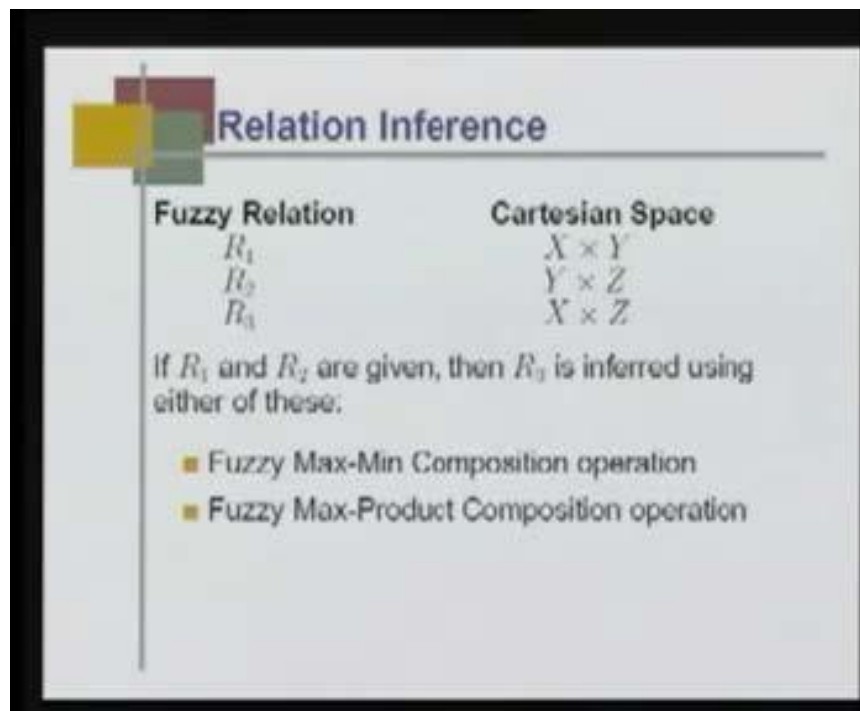 Relation Inference
Fuzzy Relation Cartesian Space
R₁ X × Y
R₂ Y × Z
R₃ X × Z
If R₁ and R₂ are given, then R₃ is inferred using
either of these:
Fuzzy Max-Min Composition operation
Fuzzy Max-Product Composition operation